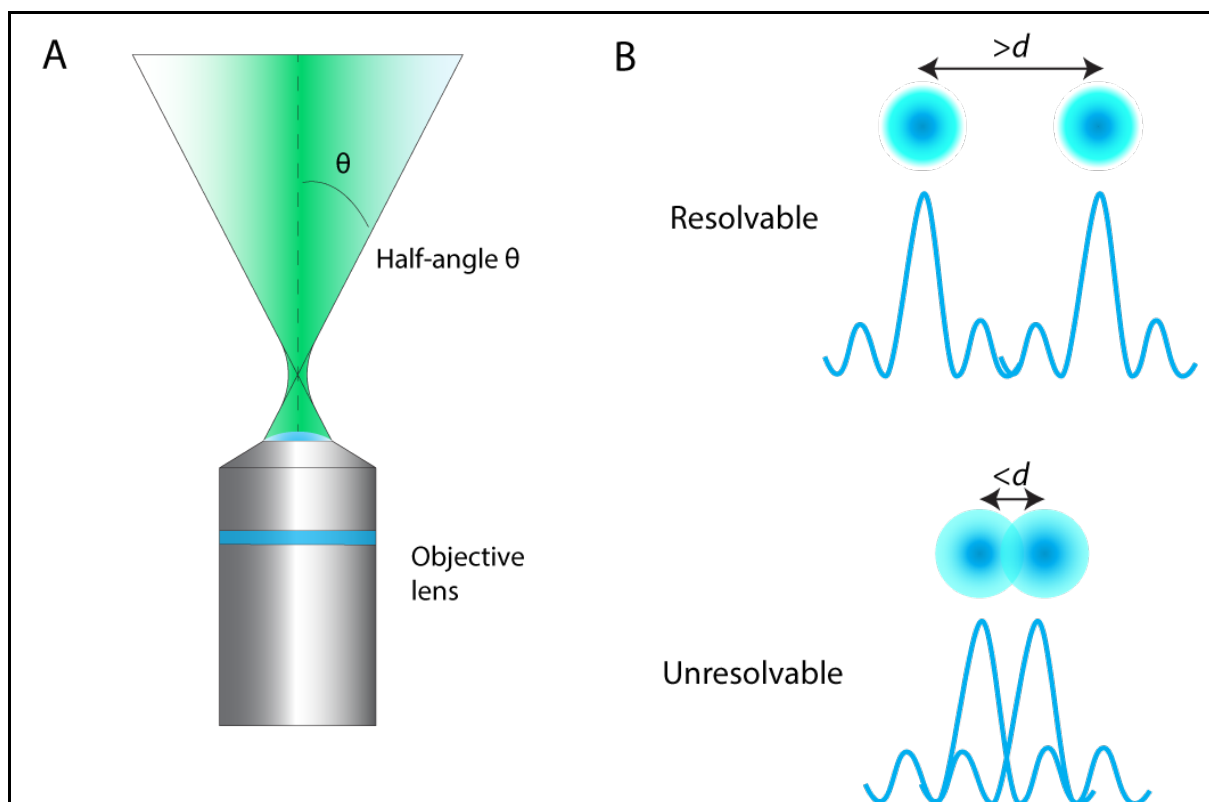 A
θ
Half-angle θ
Objective
lens
B
>d
Resolvable
<d
Unresolvable